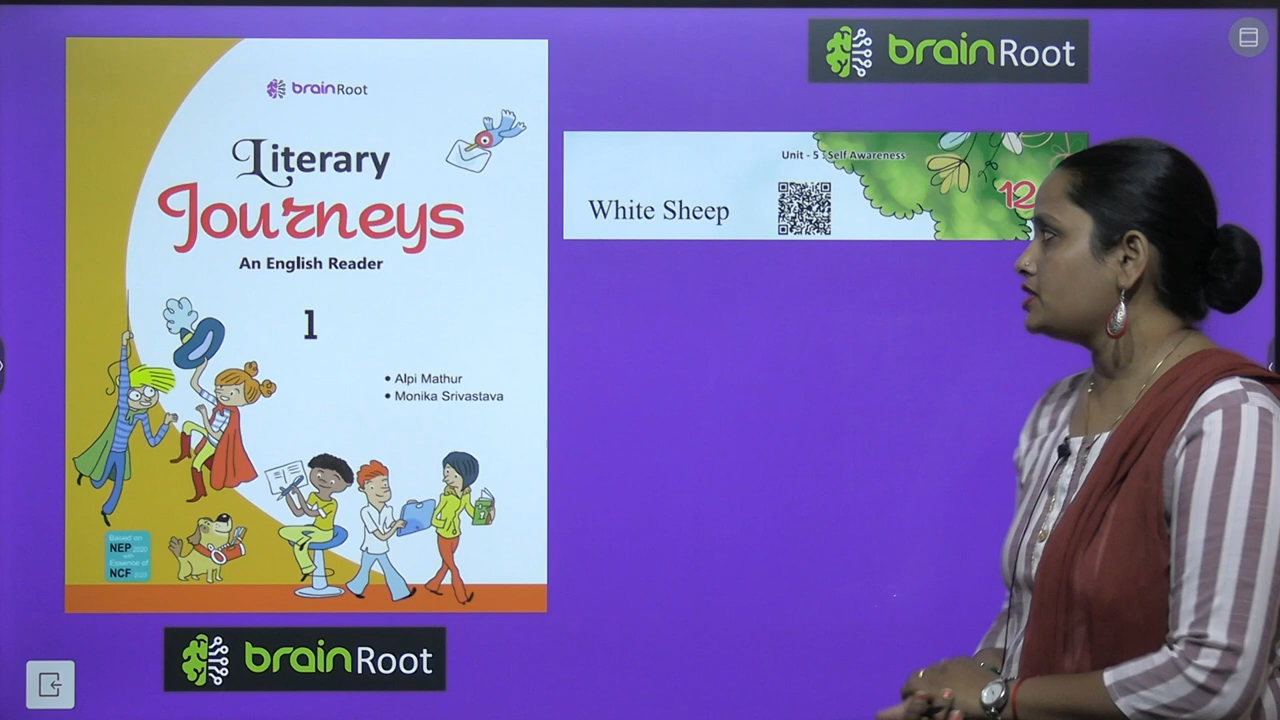 brainRoot
Literary
Journeys
An English Reader
1
• Alpi Mathur
• Monika Srivastava
Based on
NEP 2020
with
Essence of
NCF 2023
brainRoot
brainRoot
Unit - 5 : Self Awareness
12
White Sheep